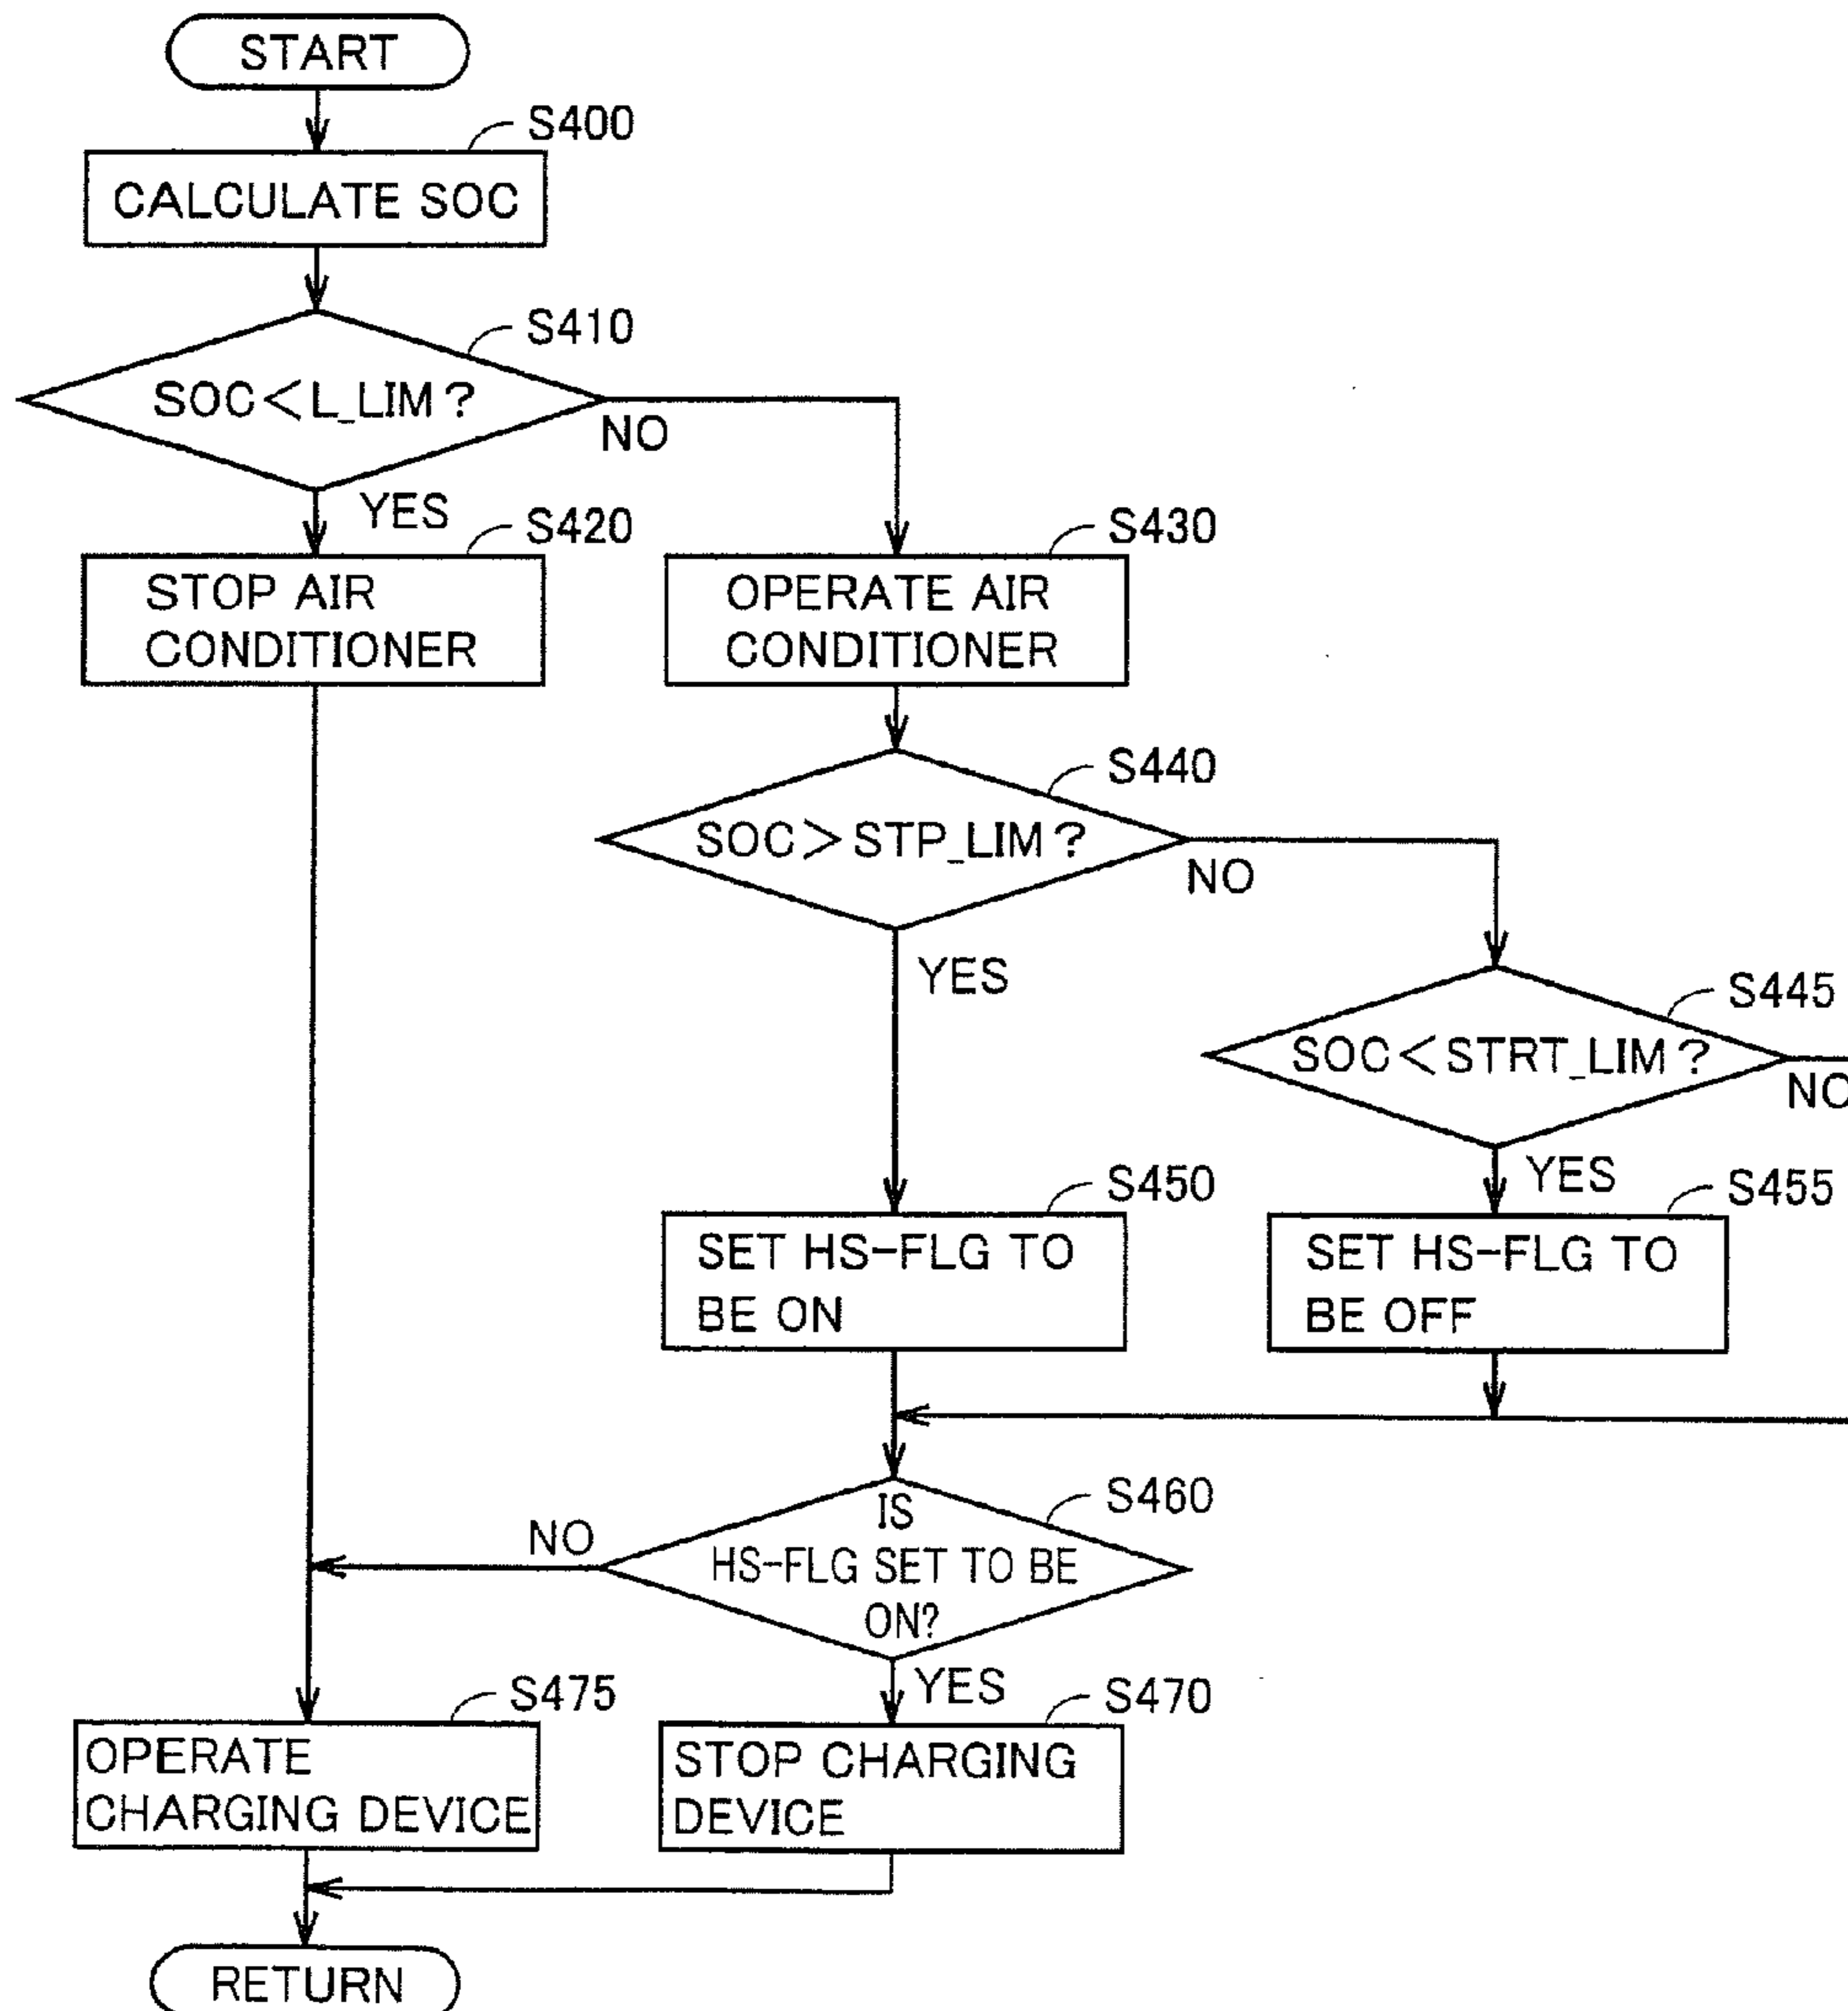 START
S400
CALCULATE SOC
S410
SOC<L_LIM?
NO
YES
S420
STOP AIR
CONDITIONER
S430
OPERATE AIR
CONDITIONER
S440
SOC>STP_LIM?
NO
YES
S445
SOC<STRT_LIM?
NO
YES
S450
SET HS-FLG TO
BE ON
S455
SET HS-FLG TO
BE OFF
S460
IS
HS-FLG SET TO BE
ON?
NO
YES
S475
OPERATE
CHARGING DEVICE
S470
STOP CHARGING
DEVICE
RETURN